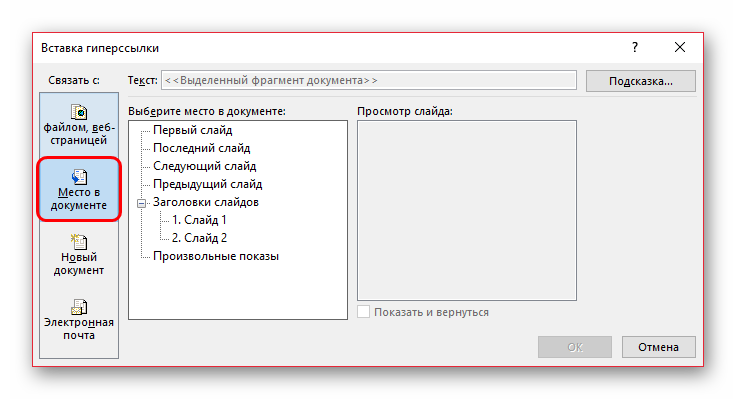 Вставка гиперссылки
?
Связать с:
Текст:
<<Выделенный фрагмент документа>>
Подсказка...
файлом, веб-
страницей
Место в
документе
Новый
документ
Электронная
почта
Выберите место в документе:
Первый слайд
Последний слайд
Следующий слайд
Предыдущий слайд
Заголовки слайдов
1. Слайд 1
2. Слайд 2
Произвольные показы
Просмотр слайда:
Показать и вернуться
ОК
Отмена